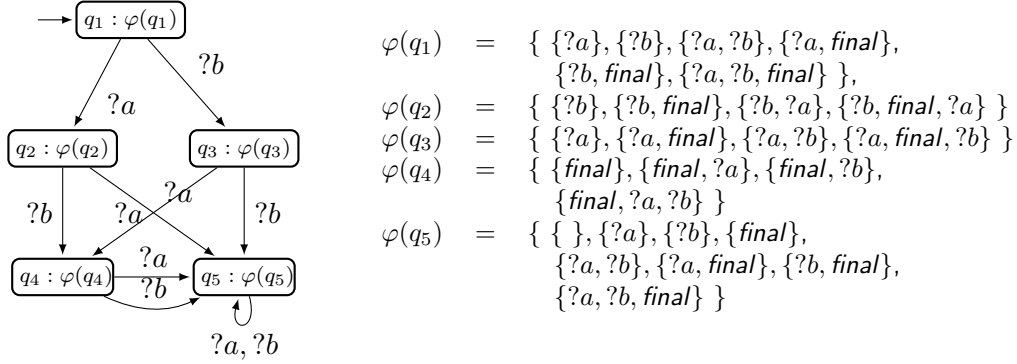 q₁ : φ(q₁)
?a
?b
q₂ : φ(q₂)
q₃ : φ(q₃)
?b
?a
?a
?b
q₄ : φ(q₄)
?a
?b
q₅ : φ(q₅)
?a, ?b
φ(q₁) = { {?a}, {?b}, {?a, ?b}, {?a, final},
{?b, final}, {?a, ?b, final} },
φ(q₂) = { {?b}, {?b, final}, {?b, ?a}, {?b, final, ?a} }
φ(q₃) = { {?a}, {?a, final}, {?a, ?b}, {?a, final, ?b} }
φ(q₄) = { {final}, {final, ?a}, {final, ?b},
{final, ?a, ?b} }
φ(q₅) = { { }, {?a}, {?b}, {final},
{?a, ?b}, {?a, final}, {?b, final},
{?a, ?b, final} }